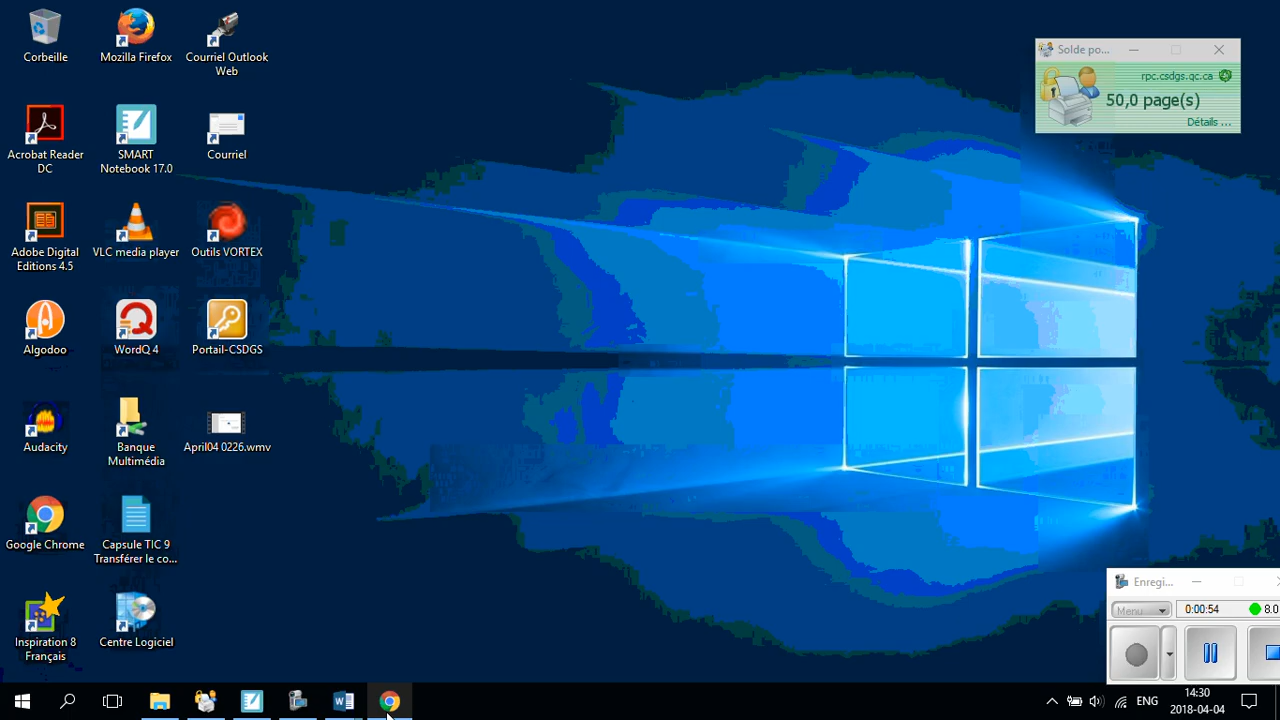 Corbeille
Mozilla Firefox
Courriel Outlook
Web
Acrobat Reader
DC
SMART
Notebook 17.0
Courriel
Adobe Digital
Editions 4.5
VLC media player
Outils VORTEX
Algodoo
WordQ 4
Portail-CSDGS
Audacity
Banque
Multimédia
April04 0226.wmv
Google Chrome
Capsule TIC 9
Transférer le co...
Inspiration 8
Français
Centre Logiciel
Solde po...
rpc.csdgs.qc.ca
50,0 page(s)
Détails ...
Enregi...
Menu
0:00:54
8.0
ENG
14:30
2018-04-04